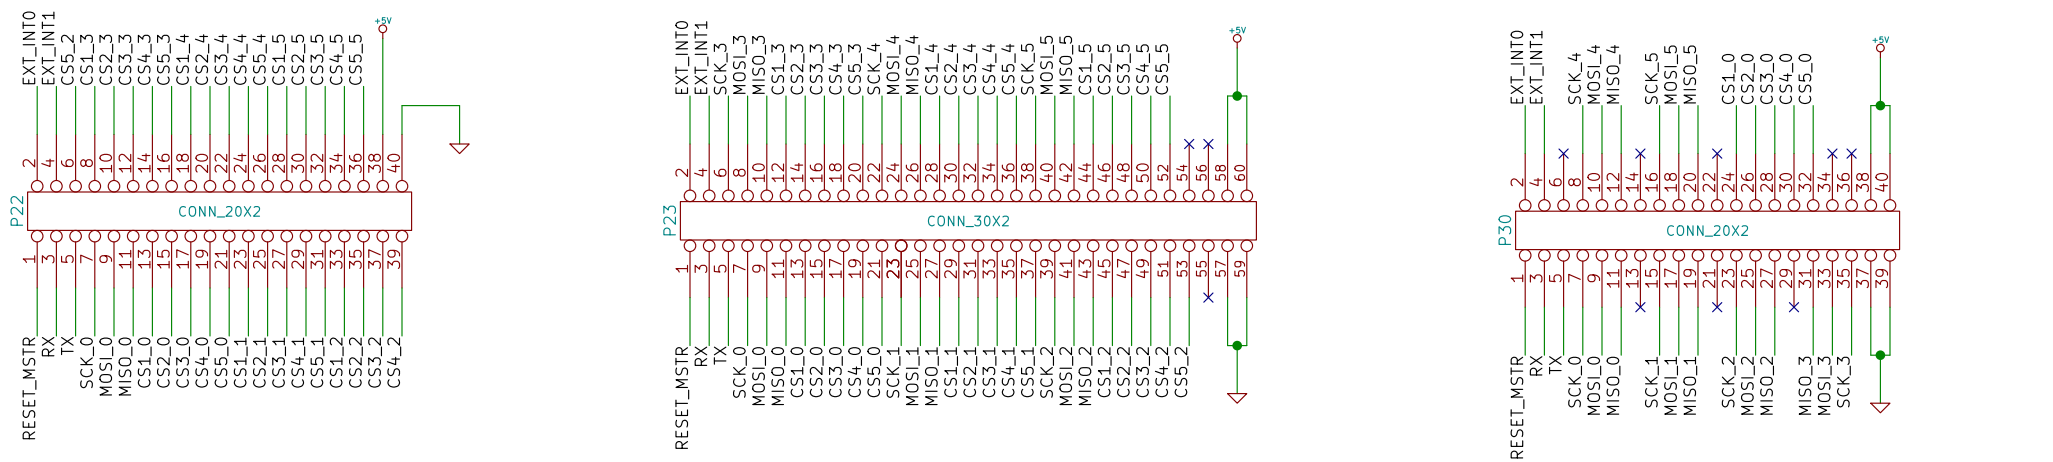 +5V
EXT_INT0
EXT_INT1
CS5_2
CS1_3
CS2_3
CS3_3
CS4_3
CS5_3
CS1_4
CS2_4
CS3_4
CS4_4
CS5_4
CS1_5
CS2_5
CS3_5
CS4_5
CS5_5
2
4
6
8
10
12
14
16
18
20
22
24
26
28
30
32
34
36
38
40
P22
CONN_20X2
1
3
5
7
9
11
13
15
17
19
21
23
25
27
29
31
33
35
37
39
RESET_MSTR
RX
TX
SCK_0
MOSI_0
MISO_0
CS1_0
CS2_0
CS3_0
CS4_0
CS5_0
CS1_1
CS2_1
CS3_1
CS4_1
CS5_1
CS1_2
CS2_2
CS3_2
CS4_2
+5V
EXT_INT0
EXT_INT1
SCK_3
MOSI_3
MISO_3
CS1_3
CS2_3
CS3_3
CS4_3
CS5_3
SCK_4
MOSI_4
MISO_4
CS1_4
CS2_4
CS3_4
CS4_4
CS5_4
SCK_5
MOSI_5
MISO_5
CS1_5
CS2_5
CS3_5
CS4_5
CS5_5
2
4
6
8
10
12
14
16
18
20
22
24
26
28
30
32
34
36
38
40
42
44
46
48
50
52
54
56
58
60
P23
CONN_30X2
1
3
5
7
9
11
13
15
17
19
21
23
25
27
29
31
33
35
37
39
41
43
45
47
49
51
53
55
57
59
RESET_MSTR
RX
TX
SCK_0
MOSI_0
MISO_0
CS1_0
CS2_0
CS3_0
CS4_0
CS5_0
SCK_1
MOSI_1
MISO_1
CS1_1
CS2_1
CS3_1
CS4_1
CS5_1
SCK_2
MOSI_2
MISO_2
CS1_2
CS2_2
CS3_2
CS4_2
CS5_2
+5V
EXT_INT0
EXT_INT1
SCK_4
MOSI_4
MISO_4
SCK_5
MOSI_5
MISO_5
CS1_0
CS2_0
CS3_0
CS4_0
CS5_0
2
4
6
8
10
12
14
16
18
20
22
24
26
28
30
32
34
36
38
40
P30
CONN_20X2
1
3
5
7
9
11
13
15
17
19
21
23
25
27
29
31
33
35
37
39
RESET_MSTR
RX
TX
SCK_0
MOSI_0
MISO_0
SCK_1
MOSI_1
MISO_1
SCK_2
MOSI_2
MISO_2
MISO_3
MOSI_3
SCK_3